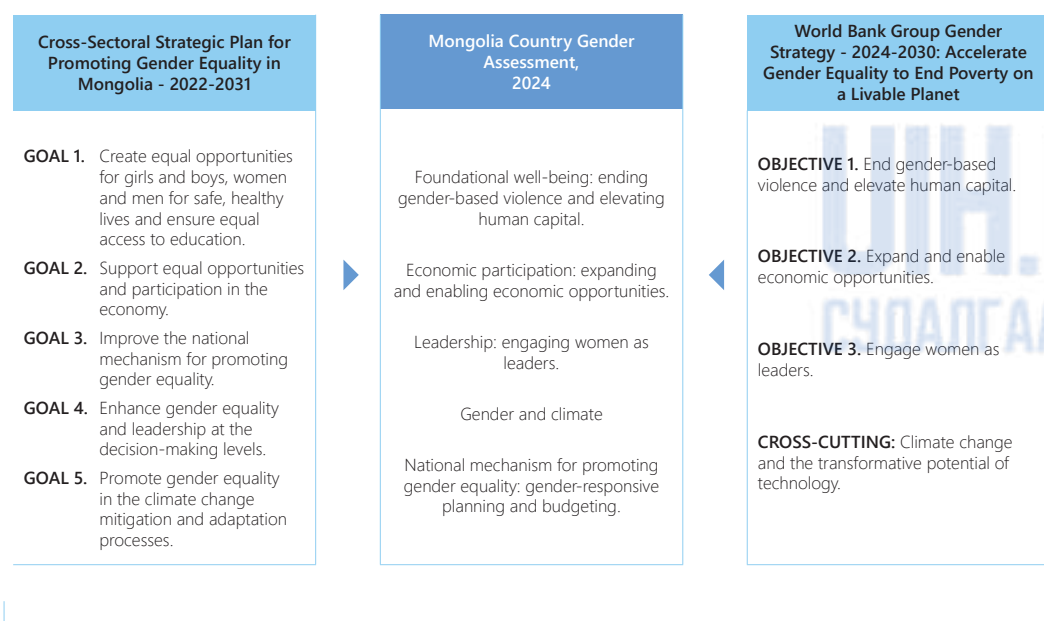 Cross-Sectoral Strategic Plan for
Promoting Gender Equality in
Mongolia - 2022-2031
GOAL 1. Create equal opportunities
for girls and boys, women
and men for safe, healthy
lives and ensure equal
access to education.
GOAL 2. Support equal opportunities
and participation in the
economy.
GOAL 3. Improve the national
mechanism for promoting
gender equality.
GOAL 4. Enhance gender equality
and leadership at the
decision-making levels.
GOAL 5. Promote gender equality
in the climate change
mitigation and adaptation
processes.
Mongolia Country Gender
Assessment,
2024
Foundational well-being: ending
gender-based violence and elevating
human capital.
Economic participation: expanding
and enabling economic opportunities.
Leadership: engaging women as
leaders.
Gender and climate
National mechanism for promoting
gender equality: gender-responsive
planning and budgeting.
World Bank Group Gender
Strategy - 2024-2030: Accelerate
Gender Equality to End Poverty on
a Livable Planet
OBJECTIVE 1. End gender-based
violence and elevate human capital.
OBJECTIVE 2. Expand and enable
economic opportunities.
OBJECTIVE 3. Engage women as
leaders.
CROSS-CUTTING: Climate change
and the transformative potential of
technology.